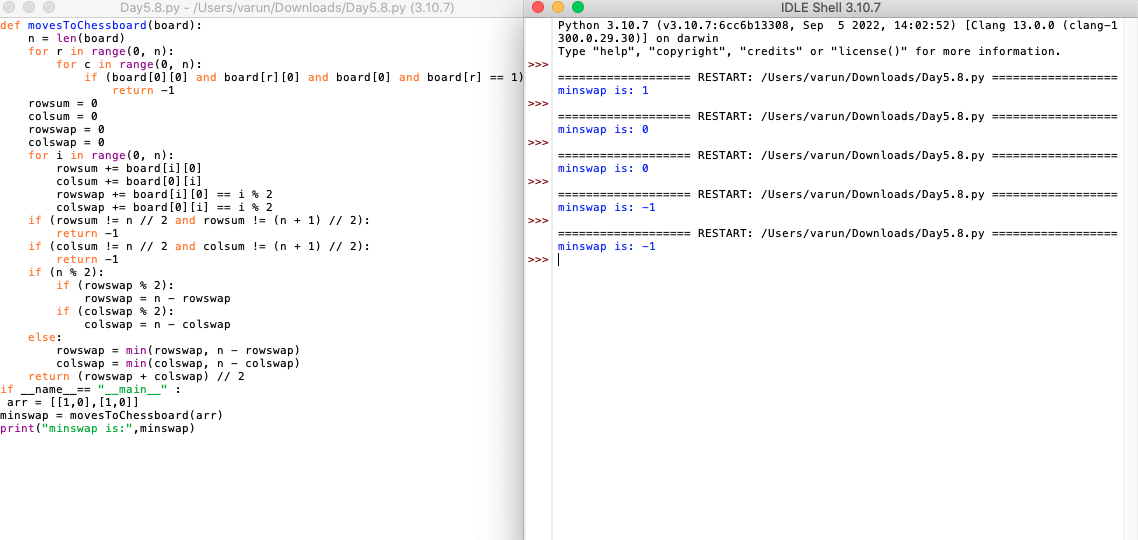 Day5.8.py - /Users/varun/Downloads/Day5.8.py (3.10.7)
def movesToChessboard(board):
    n = len(board)
    for r in range(0, n):
        for c in range(0, n):
            if (board[0][0] and board[r][0] and board[0] and board[r] == 1)
                return -1
    rowsum = 0
    colsum = 0
    rowswap = 0
    colswap = 0
    for i in range(0, n):
        rowsum += board[i][0]
        colsum += board[0][i]
        rowswap += board[i][0] == i % 2
        colswap += board[0][i] == i % 2
    if (rowsum != n // 2 and rowsum != (n + 1) // 2):
        return -1
    if (colsum != n // 2 and colsum != (n + 1) // 2):
        return -1
    if (n % 2):
        if (rowswap % 2):
            rowswap = n - rowswap
        if (colswap % 2):
            colswap = n - colswap
    else:
        rowswap = min(rowswap, n - rowswap)
        colswap = min(colswap, n - colswap)
    return (rowswap + colswap) // 2
if __name__== "__main__" :
 arr = [[1,0],[1,0]]
minswap = movesToChessboard(arr)
print("minswap is:",minswap)
IDLE Shell 3.10.7
Python 3.10.7 (v3.10.7:6cc6b13308, Sep  5 2022, 14:02:52) [Clang 13.0.0 (clang-1
300.0.29.30)] on darwin
Type "help", "copyright", "credits" or "license()" for more information.
>>>
=================== RESTART: /Users/varun/Downloads/Day5.8.py ==================
minswap is: 1
>>>
=================== RESTART: /Users/varun/Downloads/Day5.8.py ==================
minswap is: 0
>>>
=================== RESTART: /Users/varun/Downloads/Day5.8.py ==================
minswap is: 0
>>>
=================== RESTART: /Users/varun/Downloads/Day5.8.py ==================
minswap is: -1
>>>
=================== RESTART: /Users/varun/Downloads/Day5.8.py ==================
minswap is: -1
>>>